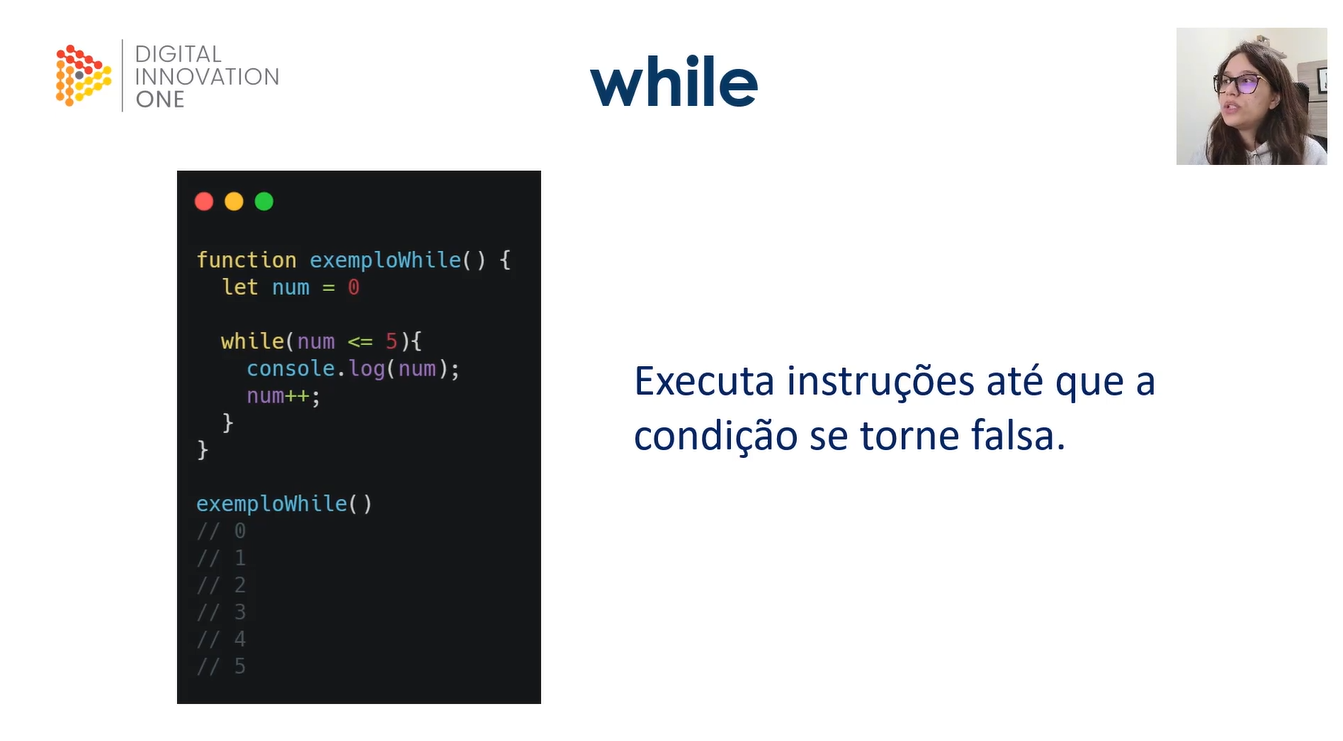 DIGITAL
INNOVATION
ONE
while
function exemploWhile() {
  let num = 0

  while(num <= 5){
    console.log(num);
    num++;
  }
}

exemploWhile()
// 0
// 1
// 2
// 3
// 4
// 5
Executa instruções até que a
condição se torne falsa.